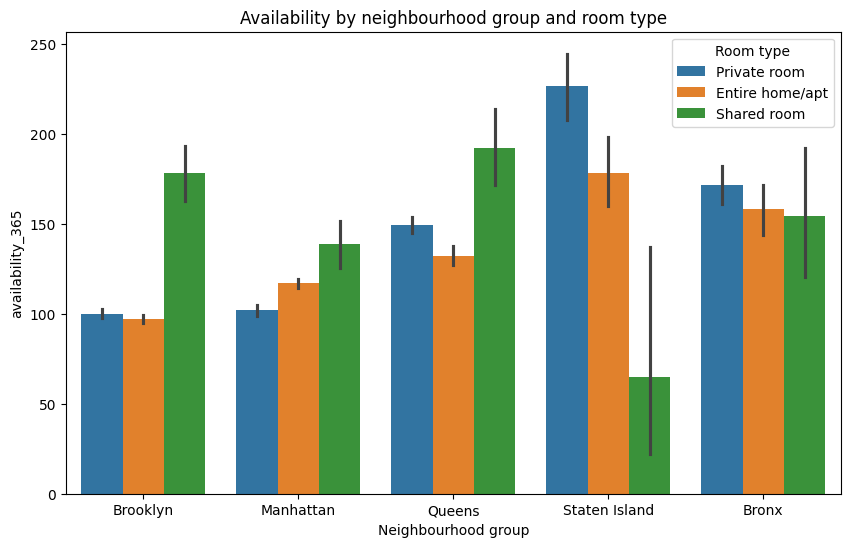 Availability by neighbourhood group and room type
Room type
Private room
Entire home/apt
Shared room
availability_365
250
200
150
100
50
0
Brooklyn
Manhattan
Queens
Staten Island
Bronx
Neighbourhood group